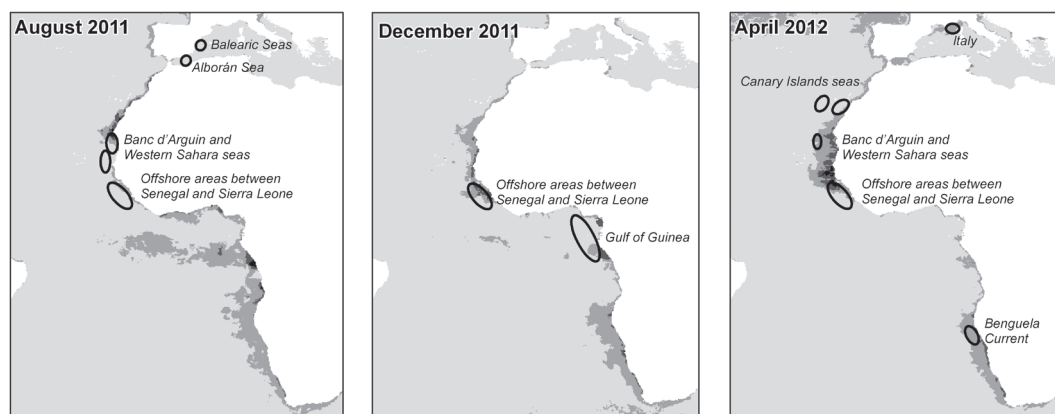 August 2011
Balearic Seas
Alborán Sea
Banc d'Arguin and
Western Sahara seas
Offshore areas between
Senegal and Sierra Leone
December 2011
Offshore areas between
Senegal and Sierra Leone
Gulf of Guinea
April 2012
Italy
Canary Islands seas
Banc d'Arguin and
Western Sahara seas
Offshore areas between
Senegal and Sierra Leone
Benguela
Current